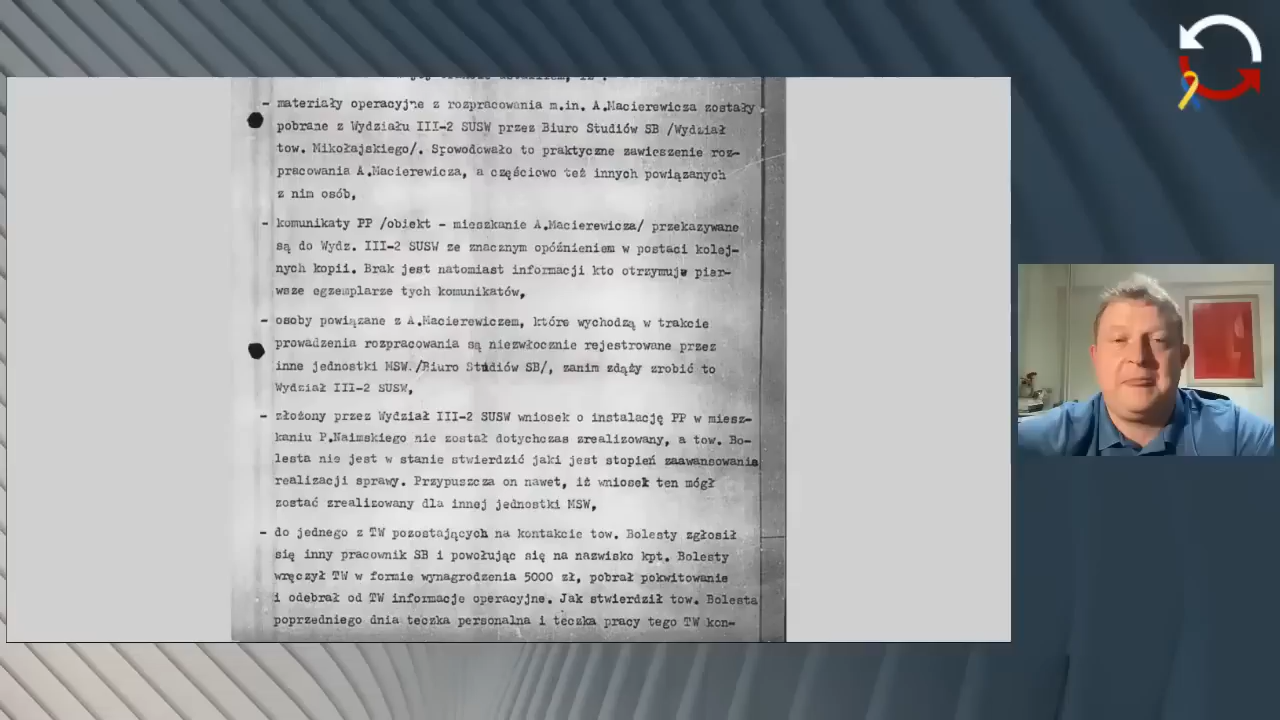 - materiały operacyjne z rozpracowania m.in. A.Macierewicza zostały
pobrane z Wydziału III-2 SUSW przez Biuro Studiów SB /Wydział
tow. Mikołajskiego/. Spowodowało to praktyczne zawieszenie roz-
pracowania A.Macierewicza, a częściowo też innych powiązanych
z nim osób,
- komunikaty PP /obiekt - mieszkanie A.Macierewicza/ przekazywane
są do Wydz. III-2 SUSW ze znacznym opóźnieniem w postaci kolej-
nych kopii. Brak jest natomiast informacji kto otrzymuje pier-
wsze egzemplarze tych komunikatów,
- osoby powiązane z A.Macierewiczem, które wychodzą w trakcie
prowadzenia rozpracowania są niezwłocznie rejestrowane przez
inne jednostki MSW./Biuro Studiów SB/, zanim zdąży zrobić to
Wydział III-2 SUSW,
- złożony przez Wydział III-2 SUSW wniosek o instalację PP w miesz-
kaniu P.Naimskiego nie został dotychczas zrealizowany, a tow. Bo-
lesta nie jest w stanie stwierdzić jaki jest stopień zaawansowania
realizacji sprawy. Przypuszcza on nawet, iż wniosek ten mógł
zostać zrealizowany dla innej jednostki MSW,
- do jednego z TW pozostających na kontakcie tow. Bolesty zgłosił
się inny pracownik SB i powołując się na nazwisko kpt. Bolesty
wręczył TW w formie wynagrodzenia 5000 zł, pobrał pokwitowanie
i odebrał od TW informacje operacyjne. Jak stwierdził tow. Bolesta
poprzedniego dnia teczka personalna i teczka pracy tego TW kon-